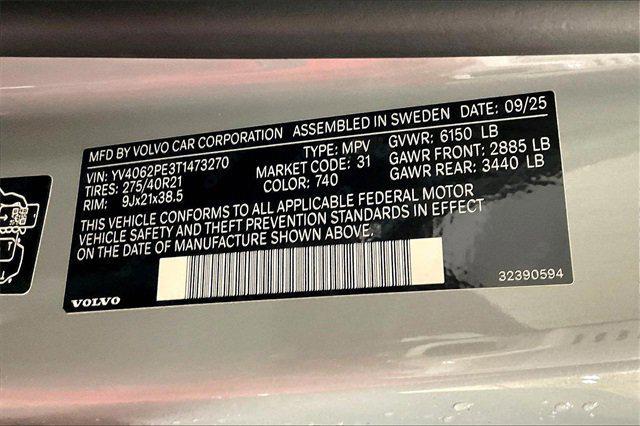 MFD BY VOLVO CAR CORPORATION ASSEMBLED IN SWEDEN DATE: 09/25
VIN: YV4062PE3T1473270 TYPE: MPV GVWR: 6150 LB
TIRES: 275/40R21 MARKET CODE: 31 GAWR FRONT: 2885 LB
RIM: 9Jx21x38.5 COLOR: 740 GAWR REAR: 3440 LB
THIS VEHICLE CONFORMS TO ALL APPLICABLE FEDERAL MOTOR
VEHICLE SAFETY AND THEFT PREVENTION STANDARDS IN EFFECT
ON THE DATE OF MANUFACTURE SHOWN ABOVE.
VOLVO 32390594